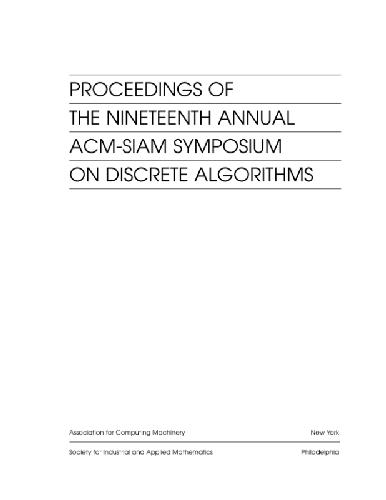 PROCEEDINGS OF
THE NINETEENTH ANNUAL
ACM-SIAM SYMPOSIUM
ON DISCRETE ALGORITHMS
Association for Computing Machinery New York
Society for Industrial and Applied Mathematics Philadelphia